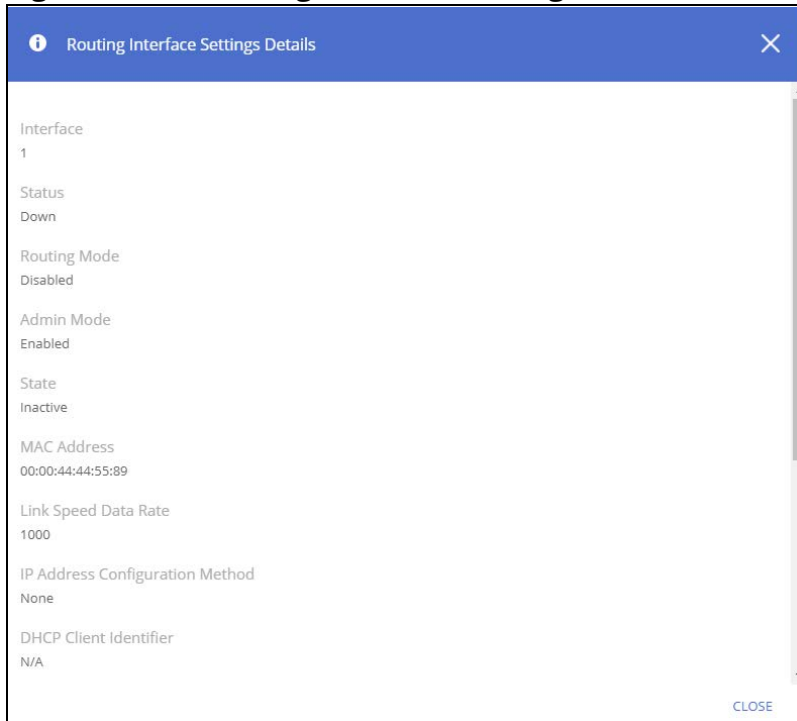 Routing Interface Settings Details
Interface
1
Status
Down
Routing Mode
Disabled
Admin Mode
Enabled
State
Inactive
MAC Address
00:00:44:44:55:89
Link Speed Data Rate
1000
IP Address Configuration Method
None
DHCP Client Identifier
N/A
CLOSE